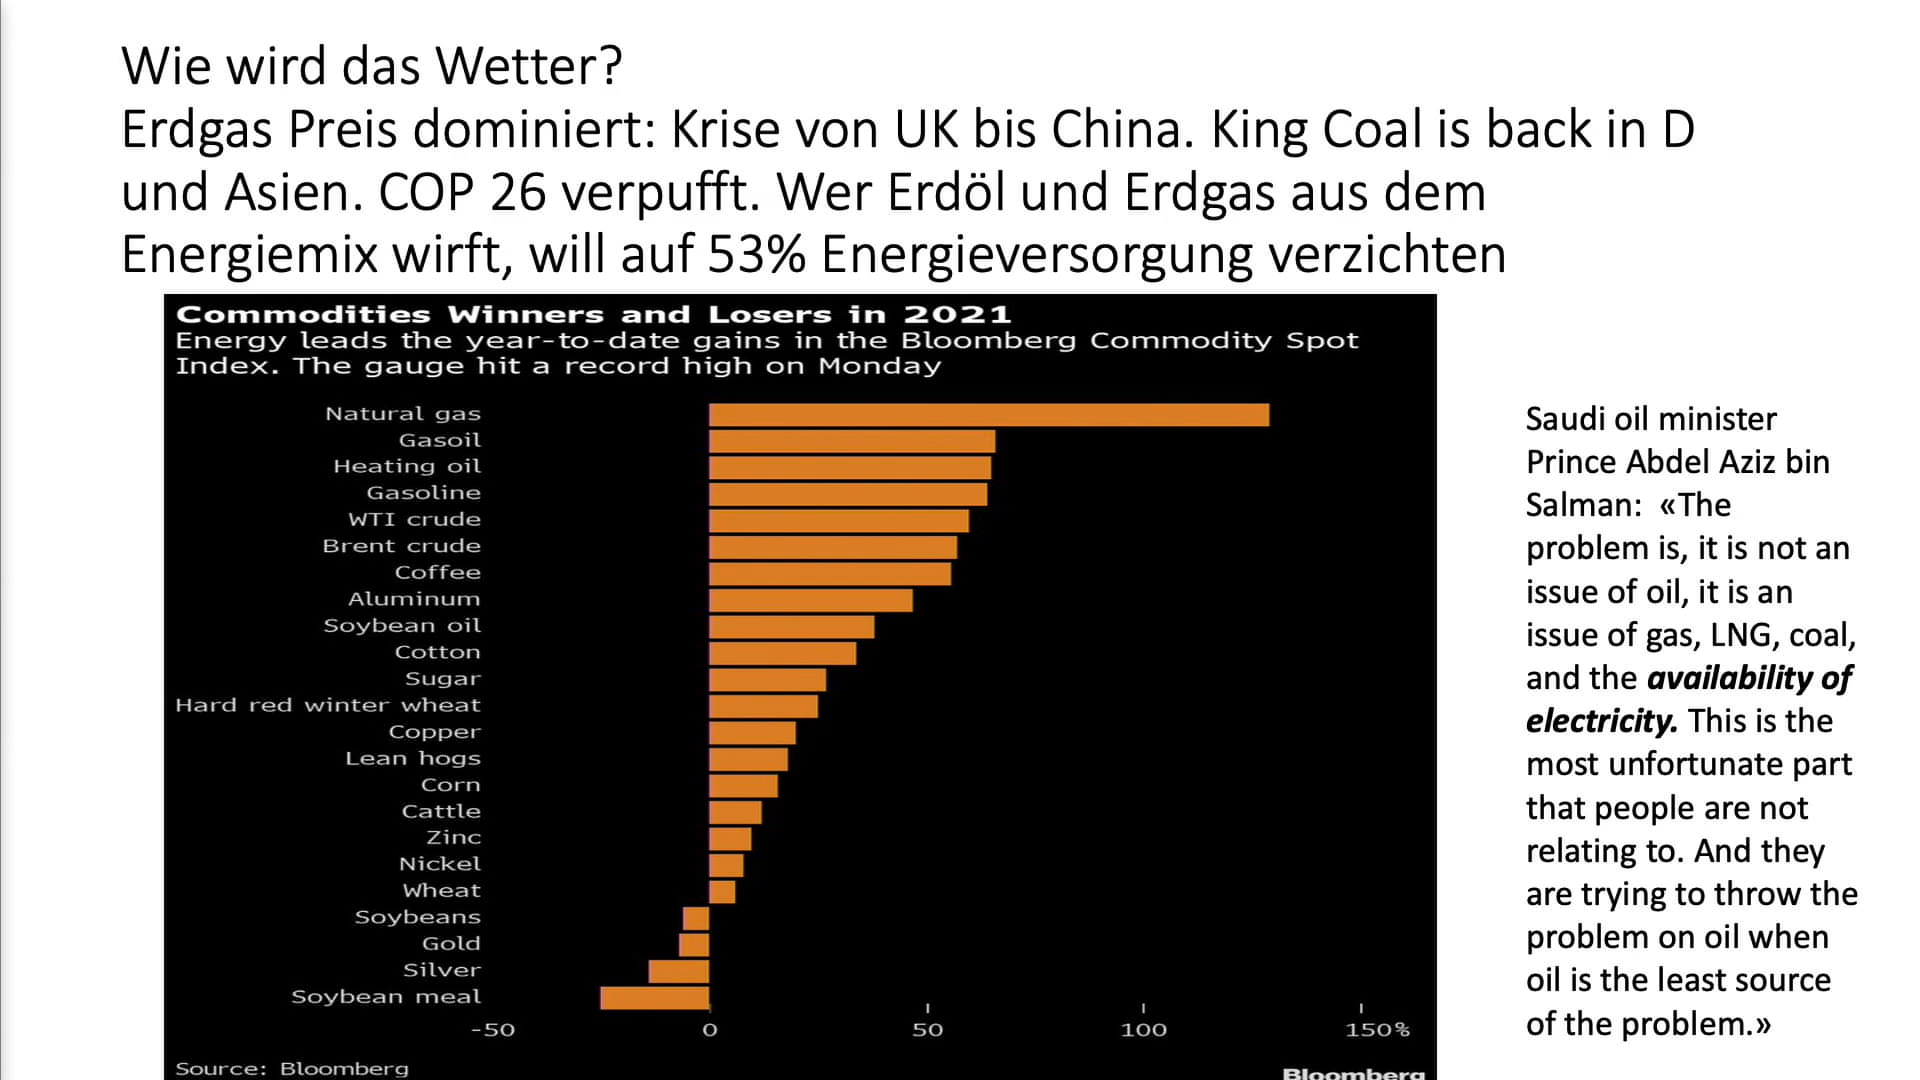 Wie wird das Wetter?
Erdgas Preis dominiert: Krise von UK bis China. King Coal is back in D
und Asien. COP 26 verpufft. Wer Erdöl und Erdgas aus dem
Energiemix wirft, will auf 53% Energieversorgung verzichten
Commodities Winners and Losers in 2021
Energy leads the year-to-date gains in the Bloomberg Commodity Spot
Index. The gauge hit a record high on Monday
Natural gas
Gasoil
Heating oil
Gasoline
WTI crude
Brent crude
Coffee
Aluminum
Soybean oil
Cotton
Sugar
Hard red winter wheat
Copper
Lean hogs
Corn
Cattle
Zinc
Nickel
Wheat
Soybeans
Gold
Silver
Soybean meal
-50 0 50 100 150%
Source: Bloomberg
Bloomberg
Saudi oil minister
Prince Abdel Aziz bin
Salman: «The
problem is, it is not an
issue of oil, it is an
issue of gas, LNG, coal,
and the availability of
electricity. This is the
most unfortunate part
that people are not
relating to. And they
are trying to throw the
problem on oil when
oil is the least source
of the problem.»